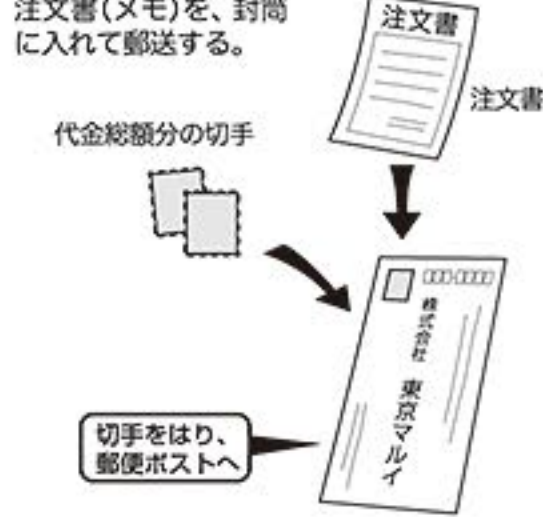 注文書(メモ)を、封筒
に入れて郵送する。
注文書
注文書
代金総額分の切手
株式会社 東京マルイ
切手をはり、
郵便ポストへ